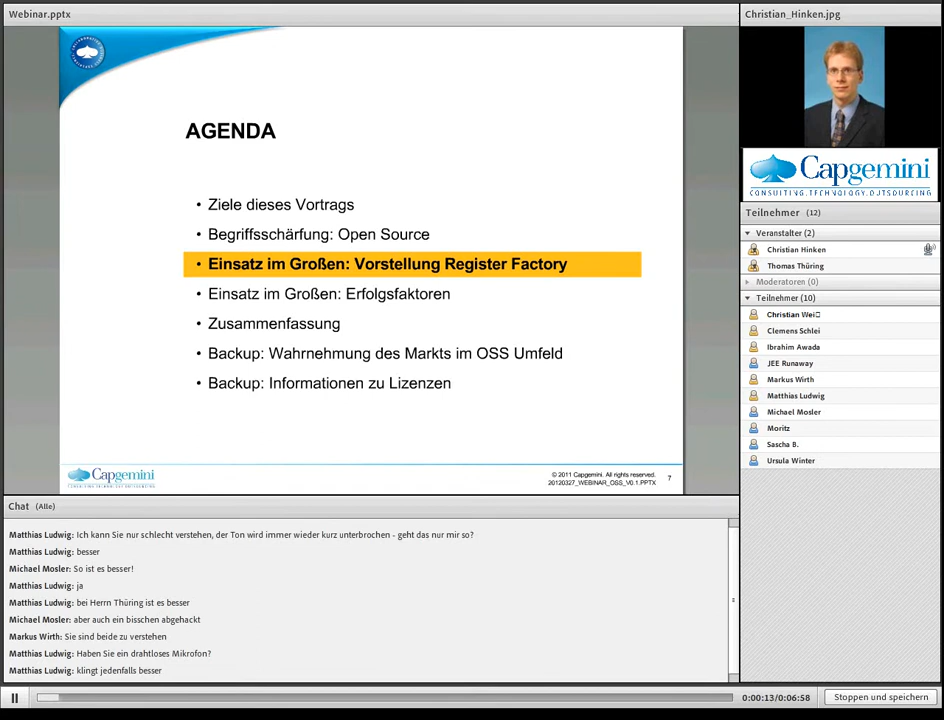 Webinar.pptx
AGENDA
• Ziele dieses Vortrags
• Begriffsschärfung: Open Source
• Einsatz im Großen: Vorstellung Register Factory
• Einsatz im Großen: Erfolgsfaktoren
• Zusammenfassung
• Backup: Wahrnehmung des Markts im OSS Umfeld
• Backup: Informationen zu Lizenzen
Capgemini
© 2011 Capgemini. All rights reserved.
20120327_WEBINAR_OSS_V0.1.PPTX
7
Christian_Hinken.jpg
Capgemini
CONSULTING.TECHNOLOGY.OUTSOURCING
Teilnehmer (12)
Veranstalter (2)
Christian Hinken
Thomas Thüring
Moderatoren (0)
Teilnehmer (10)
Christian Wei
Clemens Schlei
Ibrahim Awada
JEE Runaway
Markus Wirth
Matthias Ludwig
Michael Mosler
Moritz
Sascha B.
Ursula Winter
Chat (Alle)
Matthias Ludwig: Ich kann Sie nur schlecht verstehen, der Ton wird immer wieder kurz unterbrochen - geht das nur mir so?
Matthias Ludwig: besser
Michael Mosler: So ist es besser!
Matthias Ludwig: ja
Matthias Ludwig: bei Herrn Thüring ist es besser
Michael Mosler: aber auch ein bisschen abgehackt
Markus Wirth: Sie sind beide zu verstehen
Matthias Ludwig: Haben Sie ein drahtloses Mikrofon?
Matthias Ludwig: klingt jedenfalls besser
0:00:13/0:06:58
Stoppen und speichern